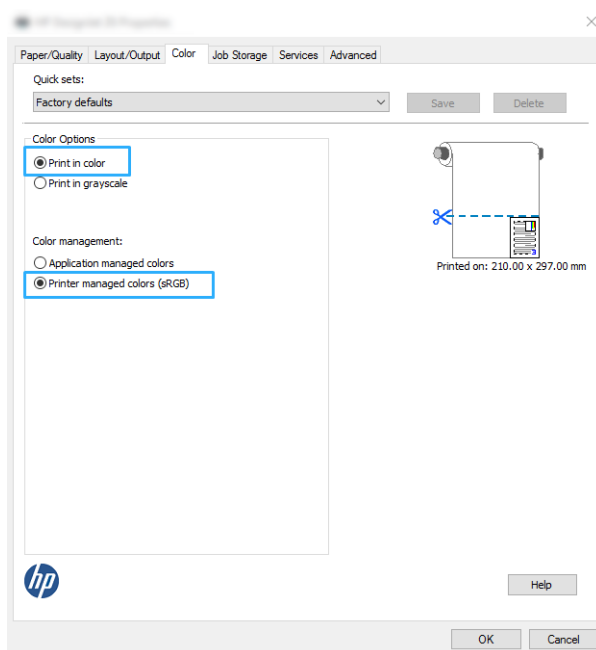 Paper/Quality Layout/Output Color Job Storage Services Advanced
Quick sets:
Factory defaults Save Delete
Color Options
Print in color
Print in grayscale
Color management:
Application managed colors
Printed on: 210.00 x 297.00 mm
Printer managed colors (sRGB)
hp
Help
OK Cancel